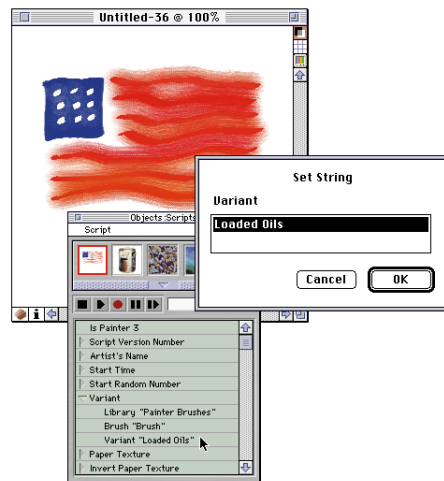 Untitled-36 @ 100%
Set String
Variant
Loaded Oils
Cancel
OK
Objects:Scripts
Script
Is Painter 3
Script Version Number
Artist's Name
Start Time
Start Random Number
Variant
Library "Painter Brushes"
Brush "Brush"
Variant "Loaded Oils"
Paper Texture
Invert Paper Texture